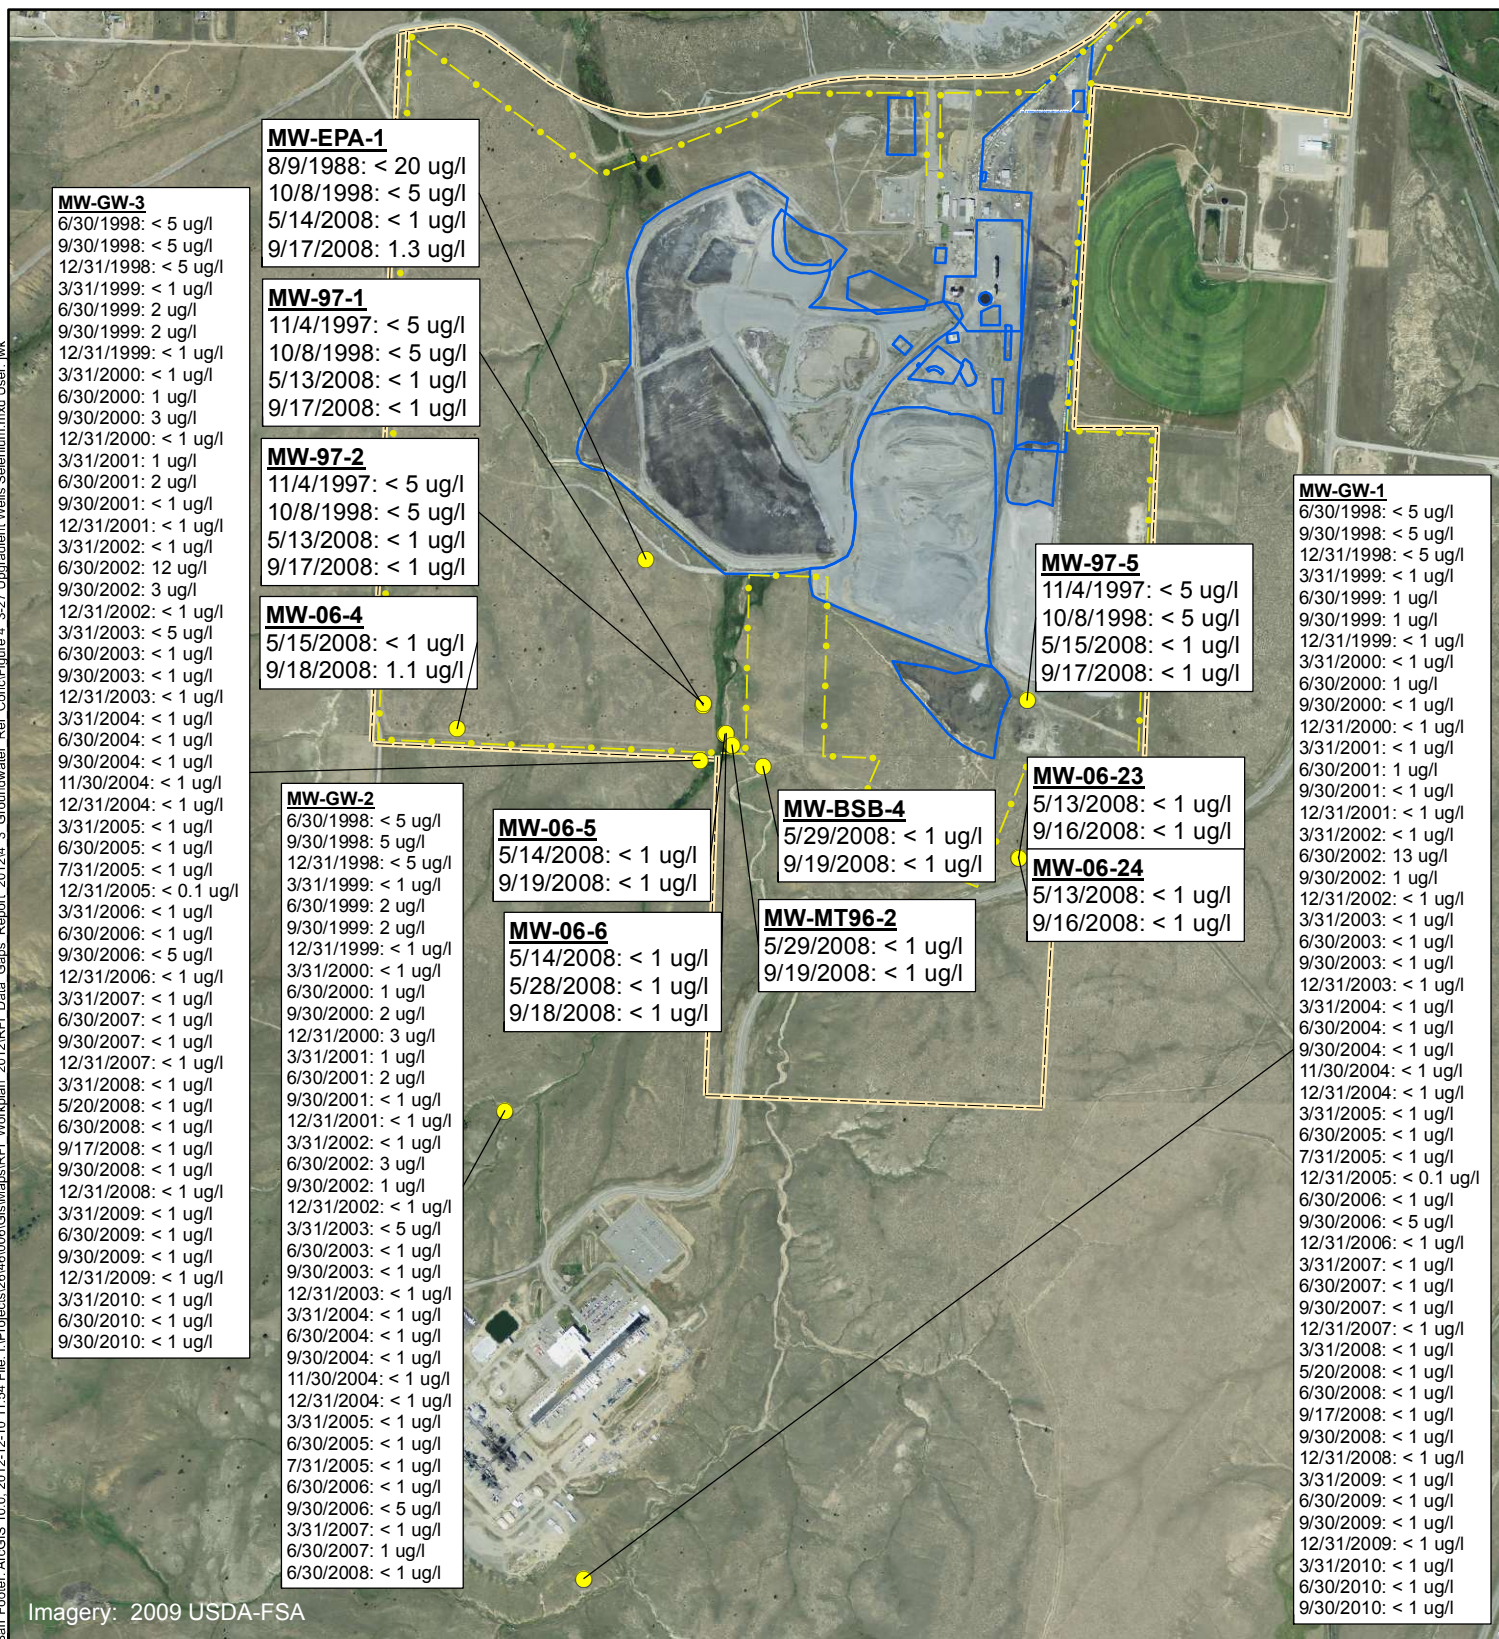 MW-EPA-1
8/9/1988: < 20 ug/l
10/8/1998: < 5 ug/l
5/14/2008: < 1 ug/l
9/17/2008: 1.3 ug/l
MW-GW-3
6/30/1998: < 5 ug/l
9/30/1998: < 5 ug/l
12/31/1998: < 5 ug/l
3/31/1999: < 1 ug/l
6/30/1999: 2 ug/l
9/30/1999: 2 ug/l
12/31/1999: < 1 ug/l
3/31/2000: < 1 ug/l
6/30/2000: 1 ug/l
9/30/2000: 3 ug/l
12/31/2000: < 1 ug/l
3/31/2001: 1 ug/l
6/30/2001: 2 ug/l
9/30/2001: < 1 ug/l
12/31/2001: < 1 ug/l
3/31/2002: < 1 ug/l
6/30/2002: 12 ug/l
9/30/2002: 3 ug/l
12/31/2002: < 1 ug/l
3/31/2003: < 5 ug/l
6/30/2003: < 1 ug/l
9/30/2003: < 1 ug/l
12/31/2003: < 1 ug/l
3/31/2004: < 1 ug/l
6/30/2004: < 1 ug/l
9/30/2004: < 1 ug/l
11/30/2004: < 1 ug/l
12/31/2004: < 1 ug/l
3/31/2005: < 1 ug/l
6/30/2005: < 1 ug/l
7/31/2005: < 1 ug/l
12/31/2005: < 0.1 ug/l
3/31/2006: < 1 ug/l
6/30/2006: < 1 ug/l
9/30/2006: < 5 ug/l
12/31/2006: < 1 ug/l
3/31/2007: < 1 ug/l
6/30/2007: < 1 ug/l
9/30/2007: < 1 ug/l
12/31/2007: < 1 ug/l
3/31/2008: < 1 ug/l
5/20/2008: < 1 ug/l
6/30/2008: < 1 ug/l
9/17/2008: < 1 ug/l
9/30/2008: < 1 ug/l
12/31/2008: < 1 ug/l
3/31/2009: < 1 ug/l
6/30/2009: < 1 ug/l
9/30/2009: < 1 ug/l
12/31/2009: < 1 ug/l
3/31/2010: < 1 ug/l
6/30/2010: < 1 ug/l
9/30/2010: < 1 ug/l
MW-97-1
11/4/1997: < 5 ug/l
10/8/1998: < 5 ug/l
5/13/2008: < 1 ug/l
9/17/2008: < 1 ug/l
MW-97-2
11/4/1997: < 5 ug/l
10/8/1998: < 5 ug/l
5/13/2008: < 1 ug/l
9/17/2008: < 1 ug/l
MW-06-4
5/15/2008: < 1 ug/l
9/18/2008: 1.1 ug/l
MW-GW-2
6/30/1998: < 5 ug/l
9/30/1998: 5 ug/l
12/31/1998: < 5 ug/l
3/31/1999: < 1 ug/l
6/30/1999: 2 ug/l
9/30/1999: 2 ug/l
12/31/1999: < 1 ug/l
3/31/2000: < 1 ug/l
6/30/2000: 1 ug/l
9/30/2000: 2 ug/l
12/31/2000: 3 ug/l
3/31/2001: 1 ug/l
6/30/2001: 2 ug/l
9/30/2001: < 1 ug/l
12/31/2001: < 1 ug/l
3/31/2002: < 1 ug/l
6/30/2002: 3 ug/l
9/30/2002: 1 ug/l
12/31/2002: < 1 ug/l
3/31/2003: < 5 ug/l
6/30/2003: < 1 ug/l
9/30/2003: < 1 ug/l
12/31/2003: < 1 ug/l
3/31/2004: < 1 ug/l
6/30/2004: < 1 ug/l
9/30/2004: < 1 ug/l
11/30/2004: < 1 ug/l
12/31/2004: < 1 ug/l
3/31/2005: < 1 ug/l
6/30/2005: < 1 ug/l
7/31/2005: < 1 ug/l
6/30/2006: < 1 ug/l
9/30/2006: < 5 ug/l
3/31/2007: < 1 ug/l
6/30/2007: 1 ug/l
6/30/2008: < 1 ug/l
MW-06-5
5/14/2008: < 1 ug/l
9/19/2008: < 1 ug/l
MW-06-6
5/14/2008: < 1 ug/l
5/28/2008: < 1 ug/l
9/18/2008: < 1 ug/l
MW-BSB-4
5/29/2008: < 1 ug/l
9/19/2008: < 1 ug/l
MW-MT96-2
5/29/2008: < 1 ug/l
9/19/2008: < 1 ug/l
MW-97-5
11/4/1997: < 5 ug/l
10/8/1998: < 5 ug/l
5/15/2008: < 1 ug/l
9/17/2008: < 1 ug/l
MW-06-23
5/13/2008: < 1 ug/l
9/16/2008: < 1 ug/l
MW-06-24
5/13/2008: < 1 ug/l
9/16/2008: < 1 ug/l
MW-GW-1
6/30/1998: < 5 ug/l
9/30/1998: < 5 ug/l
12/31/1998: < 5 ug/l
3/31/1999: < 1 ug/l
6/30/1999: 1 ug/l
9/30/1999: 1 ug/l
12/31/1999: < 1 ug/l
3/31/2000: < 1 ug/l
6/30/2000: 1 ug/l
9/30/2000: < 1 ug/l
12/31/2000: < 1 ug/l
3/31/2001: < 1 ug/l
6/30/2001: 1 ug/l
9/30/2001: < 1 ug/l
12/31/2001: < 1 ug/l
3/31/2002: < 1 ug/l
6/30/2002: 13 ug/l
9/30/2002: 1 ug/l
12/31/2002: < 1 ug/l
3/31/2003: < 1 ug/l
6/30/2003: < 1 ug/l
9/30/2003: < 1 ug/l
12/31/2003: < 1 ug/l
3/31/2004: < 1 ug/l
6/30/2004: < 1 ug/l
9/30/2004: < 1 ug/l
11/30/2004: < 1 ug/l
12/31/2004: < 1 ug/l
3/31/2005: < 1 ug/l
6/30/2005: < 1 ug/l
7/31/2005: < 1 ug/l
12/31/2005: < 0.1 ug/l
6/30/2006: < 1 ug/l
9/30/2006: < 5 ug/l
12/31/2006: < 1 ug/l
3/31/2007: < 1 ug/l
6/30/2007: < 1 ug/l
9/30/2007: < 1 ug/l
12/31/2007: < 1 ug/l
3/31/2008: < 1 ug/l
5/20/2008: < 1 ug/l
6/30/2008: < 1 ug/l
9/17/2008: < 1 ug/l
9/30/2008: < 1 ug/l
12/31/2008: < 1 ug/l
3/31/2009: < 1 ug/l
6/30/2009: < 1 ug/l
9/30/2009: < 1 ug/l
12/31/2009: < 1 ug/l
3/31/2010: < 1 ug/l
6/30/2010: < 1 ug/l
9/30/2010: < 1 ug/l
Imagery: 2009 USDA-FSA